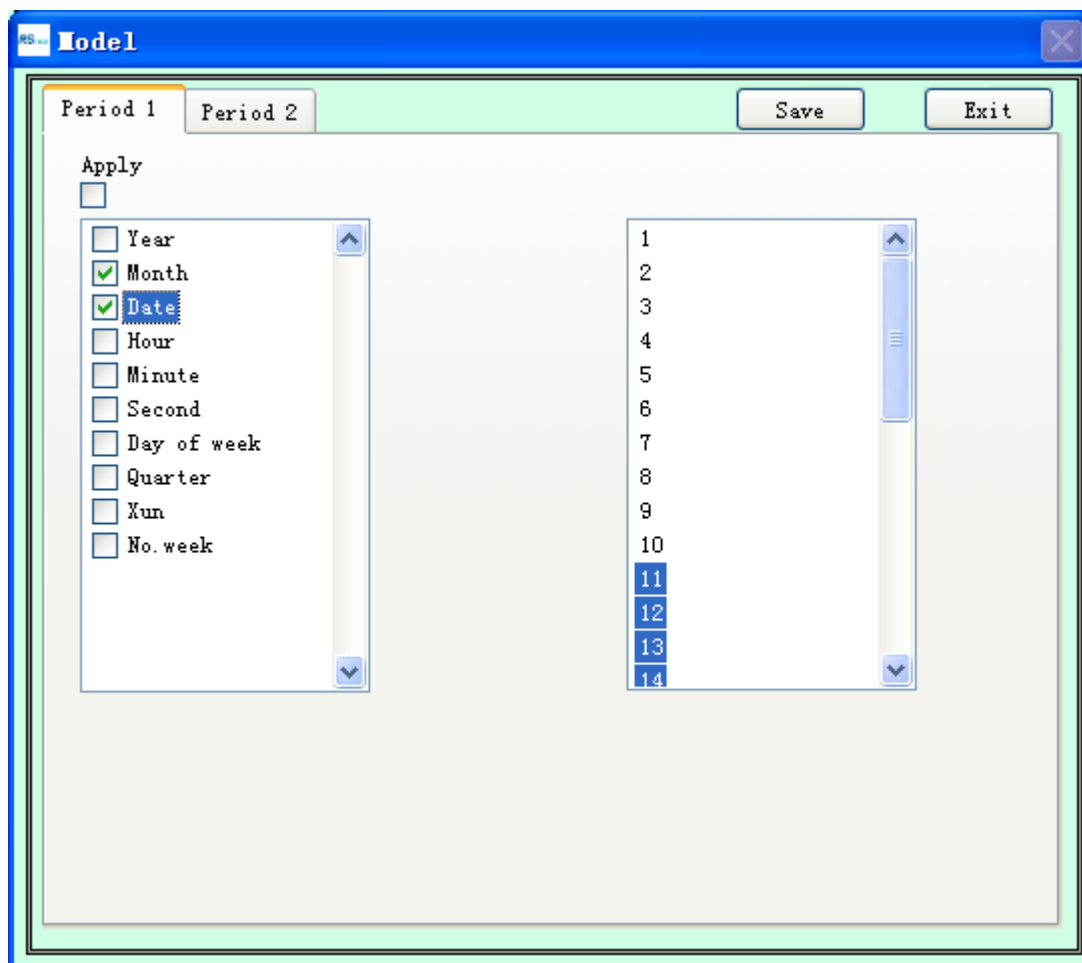 Model
Period 1
Period 2
Save
Exit
Apply
Year
Month
Date
Hour
Minute
Second
Day of week
Quarter
Xun
No.week
1
2
3
4
5
6
7
8
9
10
11
12
13
14